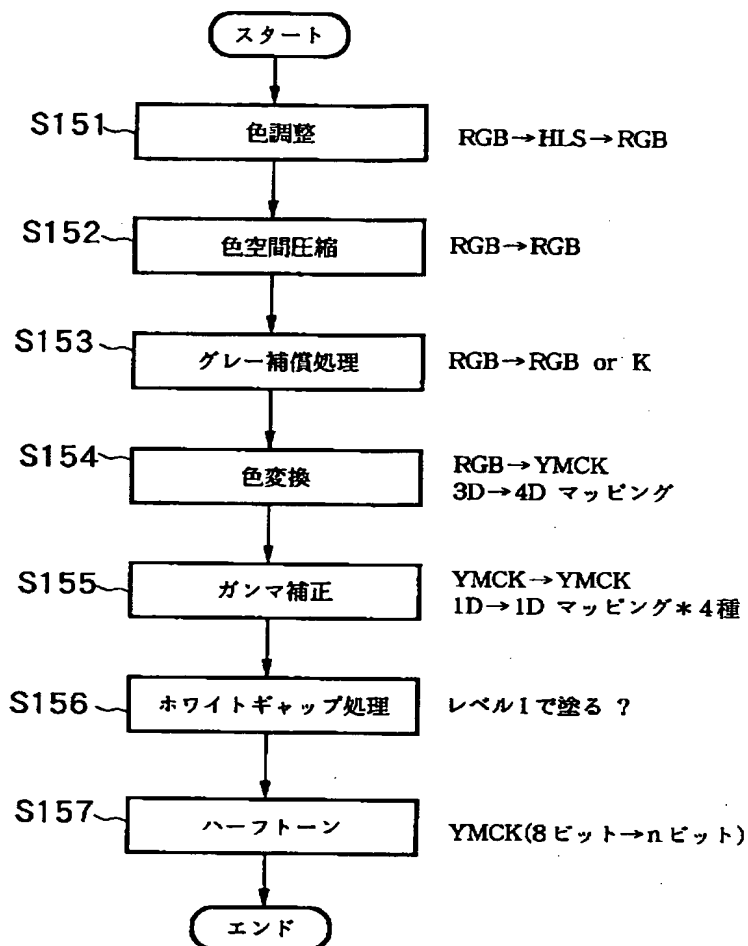 スタート
S151
色調整
RGB→HLS→RGB
S152
色空間圧縮
RGB→RGB
S153
グレー補償処理
RGB→RGB or K
S154
色変換
RGB→YMCK
3D→4D マッピング
S155
ガンマ補正
YMCK→YMCK
1D→1D マッピング*4種
S156
ホワイトギャップ処理
レベル1で塗る ?
S157
ハーフトーン
YMCK(8ビット→nビット)
エンド